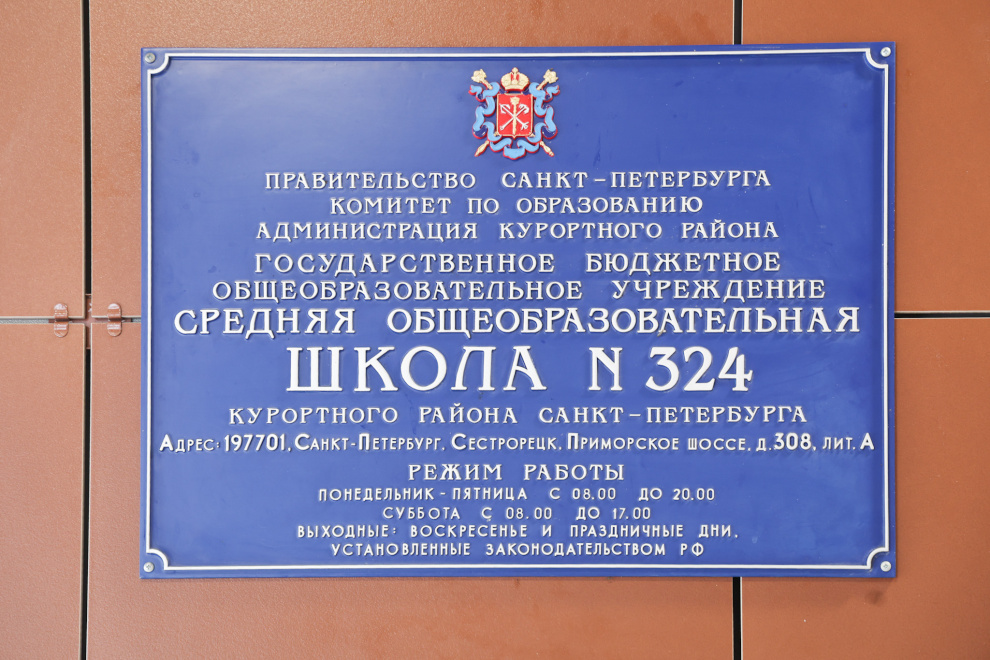 ПРАВИТЕЛЬСТВО САНКТ-ПЕТЕРБУРГА
КОМИТЕТ ПО ОБРАЗОВАНИЮ
АДМИНИСТРАЦИЯ КУРОРТНОГО РАЙОНА
ГОСУДАРСТВЕННОЕ БЮДЖЕТНОЕ
ОБЩЕОБРАЗОВАТЕЛЬНОЕ УЧРЕЖДЕНИЕ
СРЕДНЯЯ ОБЩЕОБРАЗОВАТЕЛЬНАЯ
ШКОЛА N 324
КУРОРТНОГО РАЙОНА САНКТ-ПЕТЕРБУРГА
АДРЕС: 197701, САНКТ-ПЕТЕРБУРГ, СЕСТРОРЕЦК, ПРИМОРСКОЕ ШОССЕ, Д.308, ЛИТ. А
РЕЖИМ РАБОТЫ
ПОНЕДЕЛЬНИК - ПЯТНИЦА С 08.00 ДО 20.00
СУББОТА С 08.00 ДО 17.00
ВЫХОДНЫЕ: ВОСКРЕСЕНЬЕ И ПРАЗДНИЧНЫЕ ДНИ,
УСТАНОВЛЕННЫЕ ЗАКОНОДАТЕЛЬСТВОМ РФ